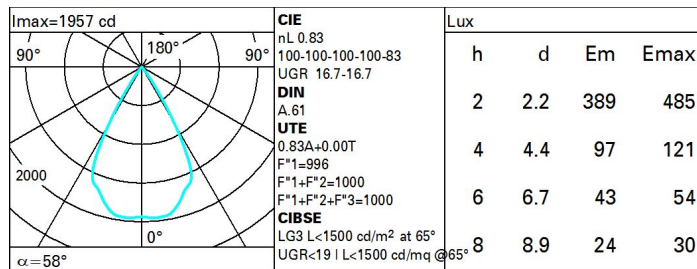 Imax=1957 cd
90°
180°
90°
2000
0°
α=58°
CIE
nL 0.83
100-100-100-100-83
UGR 16.7-16.7
DIN
A.61
UTE
0.83A+0.00T
F"1=996
F"1+F"2=1000
F"1+F"2+F"3=1000
CIBSE
LG3 L<1500 cd/m² at 65°
UGR<19 | L<1500 cd/mq @65°
Lux
h d Em Emax
2 2.2 389 485
4 4.4 97 121
6 6.7 43 54
8 8.9 24 30